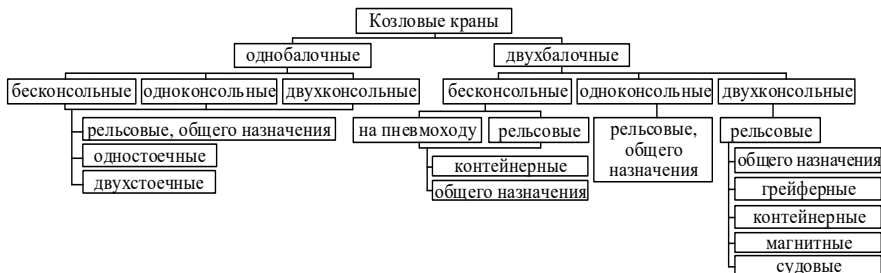 Козловые краны
однобалочные
двухбалочные
бесконсольные
одноконсольные
двухконсольные
бесконсольные
одноконсольные
двухконсольные
рельсовые, общего назначения
одностоечные
двухстоечные
на пневмоходу
рельсовые
контейнерные
общего назначения
рельсовые,
общего
назначения
рельсовые
общего назначения
грейферные
контейнерные
магнитные
судовые